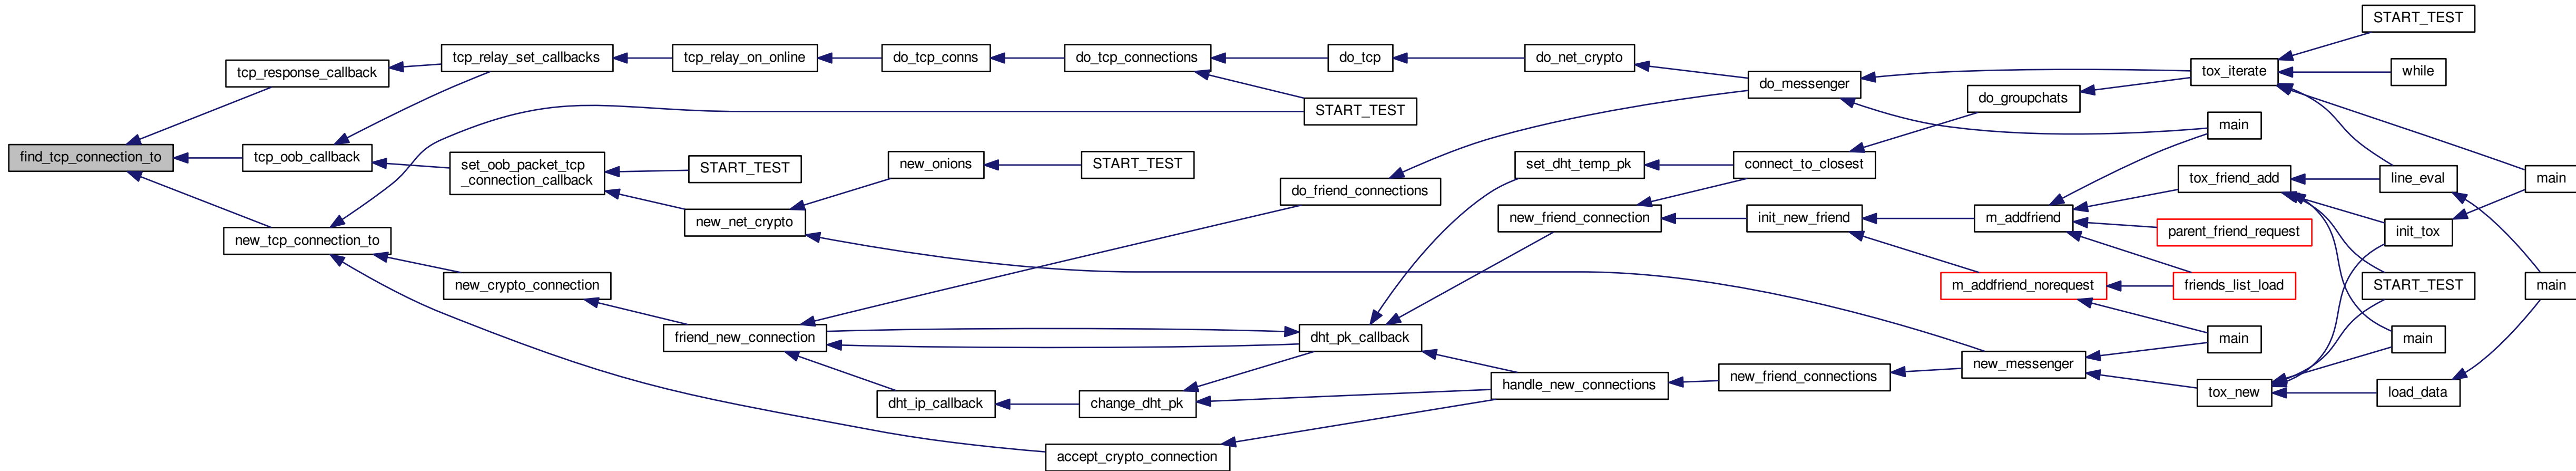 find_tcp_connection_to
tcp_response_callback
tcp_oob_callback
new_tcp_connection_to
tcp_relay_set_callbacks
set_oob_packet_tcp
_connection_callback
new_crypto_connection
tcp_relay_on_online
START_TEST
new_net_crypto
friend_new_connection
do_tcp_conns
new_onions
dht_ip_callback
do_tcp_connections
START_TEST
change_dht_pk
accept_crypto_connection
do_tcp
START_TEST
do_friend_connections
dht_pk_callback
do_net_crypto
set_dht_temp_pk
new_friend_connection
handle_new_connections
do_messenger
connect_to_closest
init_new_friend
new_friend_connections
do_groupchats
m_addfriend
m_addfriend_norequest
new_messenger
tox_iterate
main
tox_friend_add
parent_friend_request
friends_list_load
main
tox_new
START_TEST
while
line_eval
init_tox
START_TEST
main
load_data
main
main